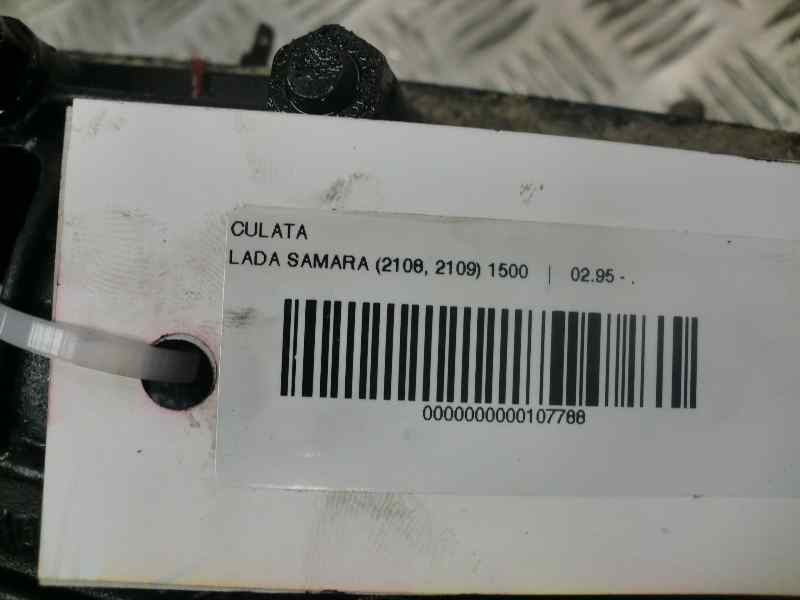 CULATA
LADA SAMARA (2108, 2109) 1500 | 02.95 - .
0000000000107788